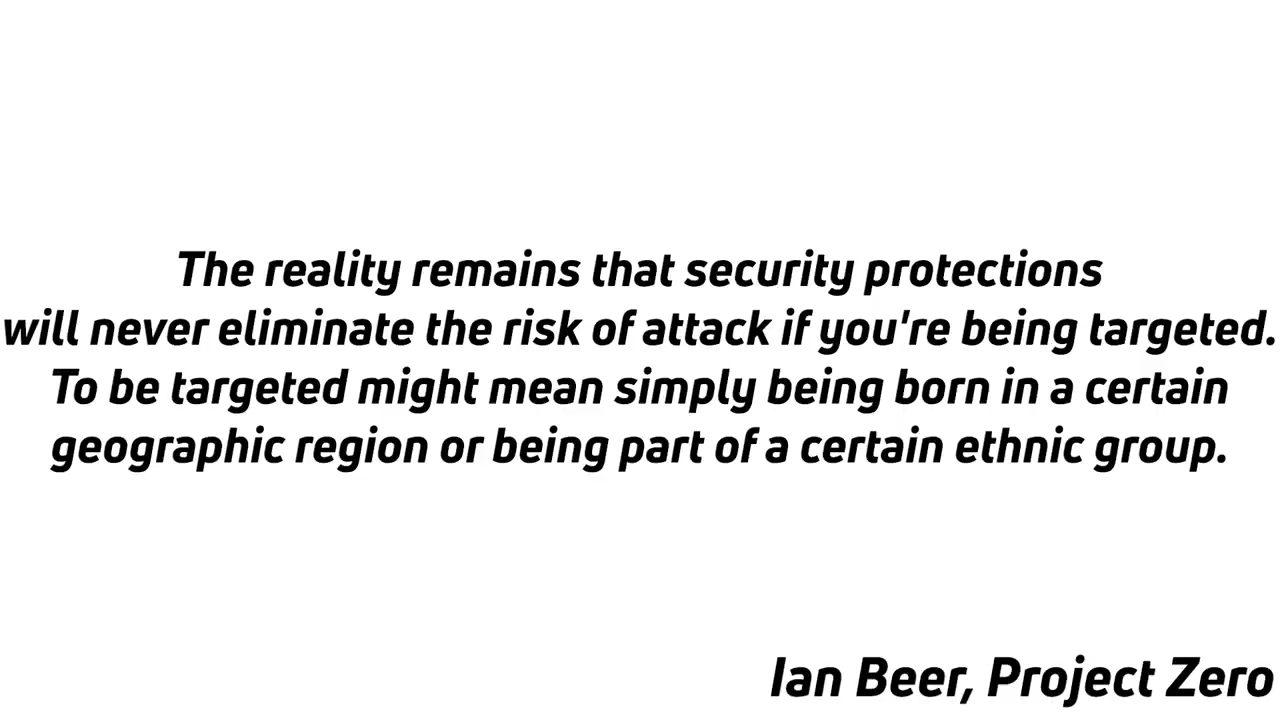 The reality remains that security protections
will never eliminate the risk of attack if you're being targeted.
To be targeted might mean simply being born in a certain
geographic region or being part of a certain ethnic group.
Ian Beer, Project Zero